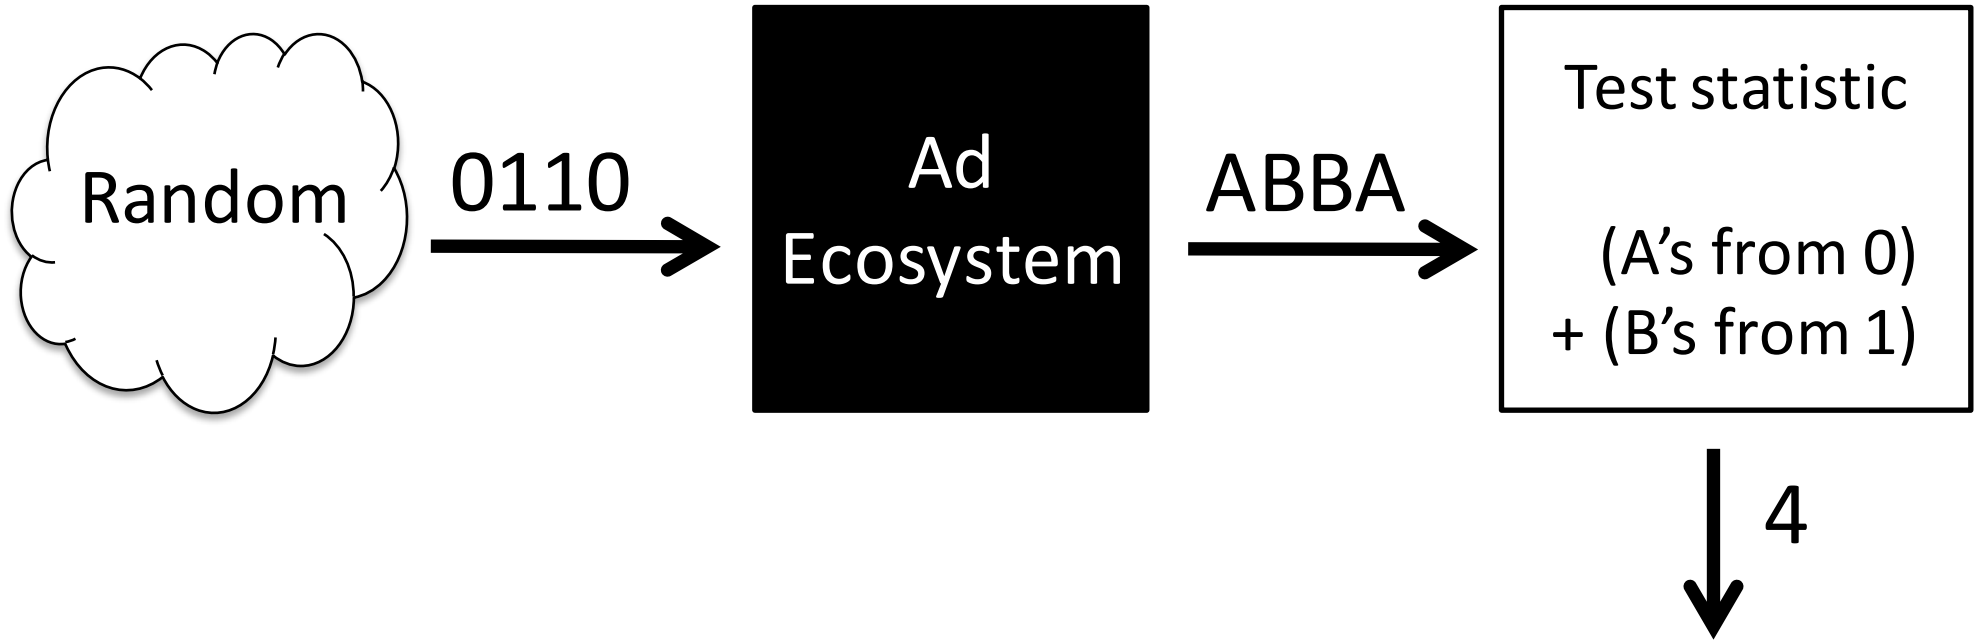 Random
0110
Ad
Ecosystem
ABBA
Test statistic
(A’s from 0)
+ (B’s from 1)
4